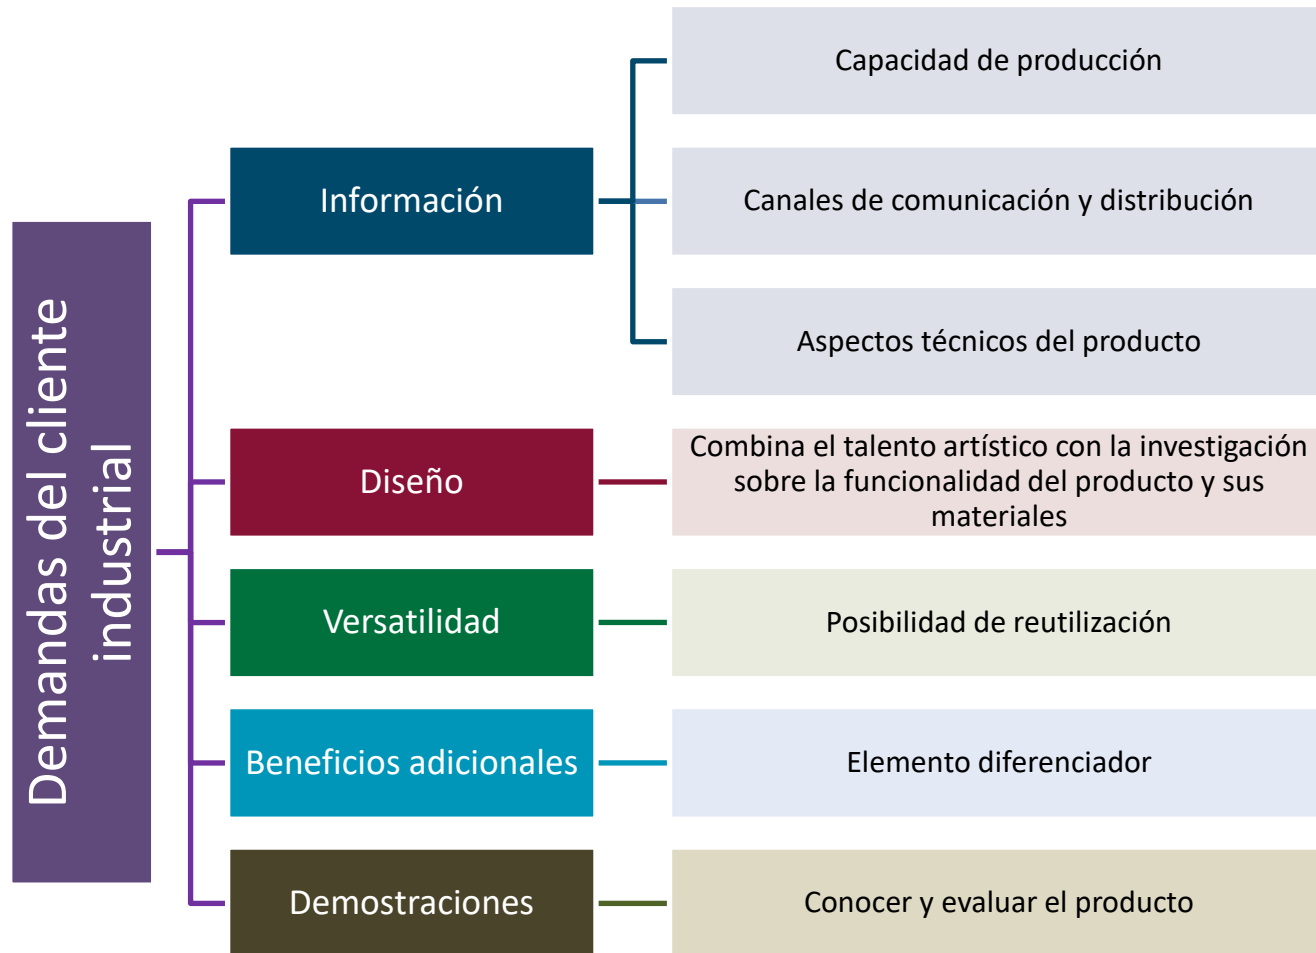 Demandas del cliente
industrial
Información
Capacidad de producción
Canales de comunicación y distribución
Aspectos técnicos del producto
Diseño
Combina el talento artístico con la investigación
sobre la funcionalidad del producto y sus
materiales
Versatilidad
Posibilidad de reutilización
Beneficios adicionales
Elemento diferenciador
Demostraciones
Conocer y evaluar el producto